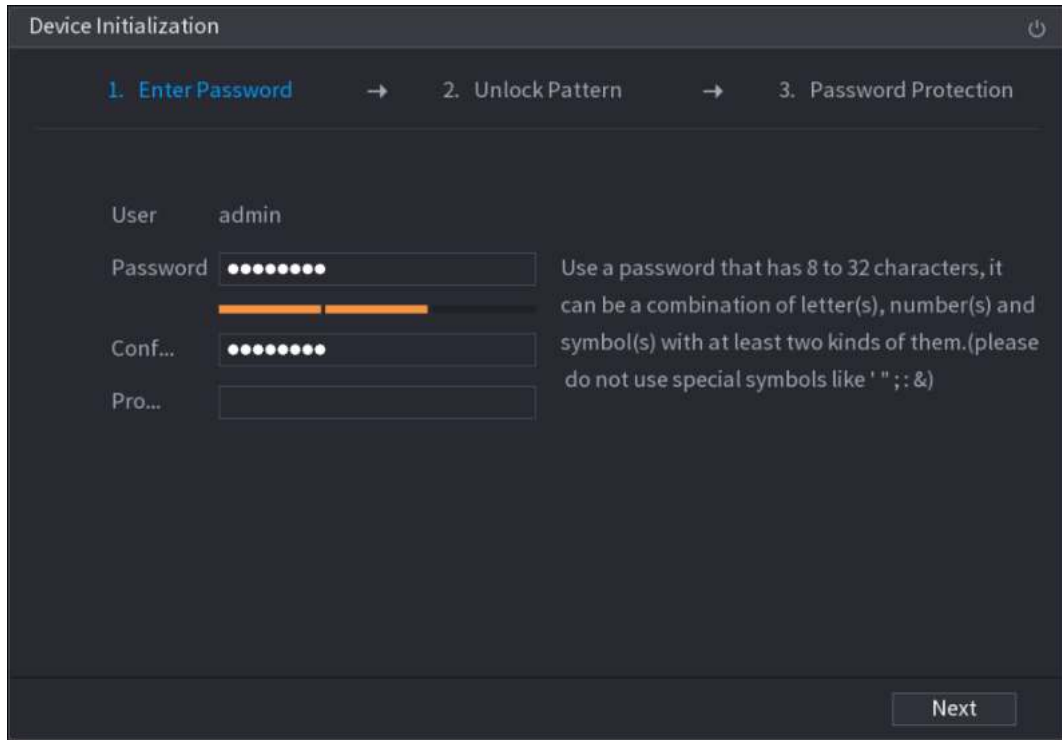 Device Initialization
1. Enter Password → 2. Unlock Pattern → 3. Password Protection
User admin
Password ●●●●●●●●
Use a password that has 8 to 32 characters, it
can be a combination of letter(s), number(s) and
symbol(s) with at least two kinds of them.(please
do not use special symbols like ' " ; : &)
Conf... ●●●●●●●●
Pro...
Next